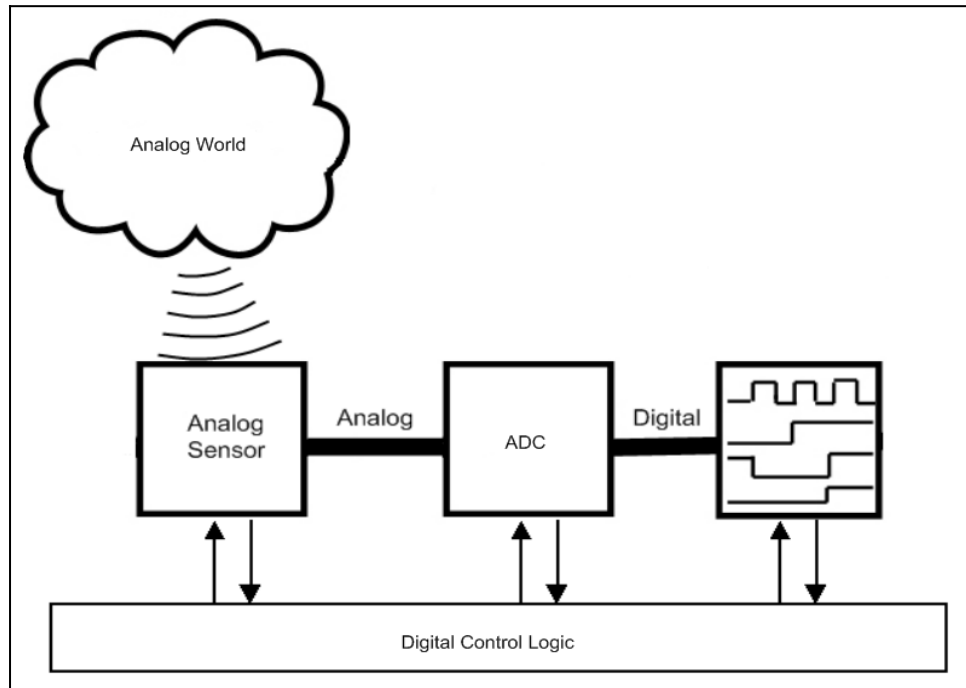 Analog World
Analog
Sensor
Analog
ADC
Digital
Digital Control Logic